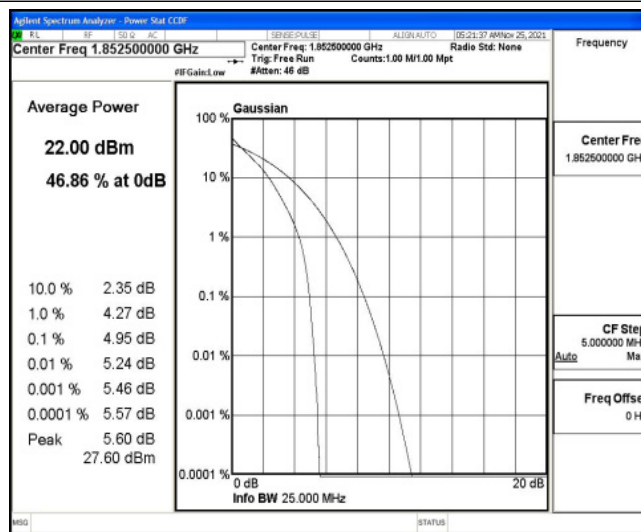 Agilent Spectrum Analyzer - Power Stat CCDF
RL RF 50 Ω AC SENSE:PULSE ALIGNAUTO 05:21:37 AMNov 25, 2021
Center Freq 1.852500000 GHz
Center Freq: 1.852500000 GHz Radio Std: None
Trig: Free Run Counts:1.00 M/1.00 Mpt
#IFGain:Low #Atten: 46 dB
Frequency
Average Power
22.00 dBm
46.86 % at 0dB
10.0 % 2.35 dB
1.0 % 4.27 dB
0.1 % 4.95 dB
0.01 % 5.24 dB
0.001 % 5.46 dB
0.0001 % 5.57 dB
Peak 5.60 dB
27.60 dBm
Gaussian
100 %
10 %
1 %
0.1 %
0.01 %
0.001 %
0.0001 %
0 dB 20 dB
Info BW 25.000 MHz
Center Fre
1.852500000 GH
CF Ste
5.000000 MH
Auto Ma
Freq Offse
0 H
MSG STATUS